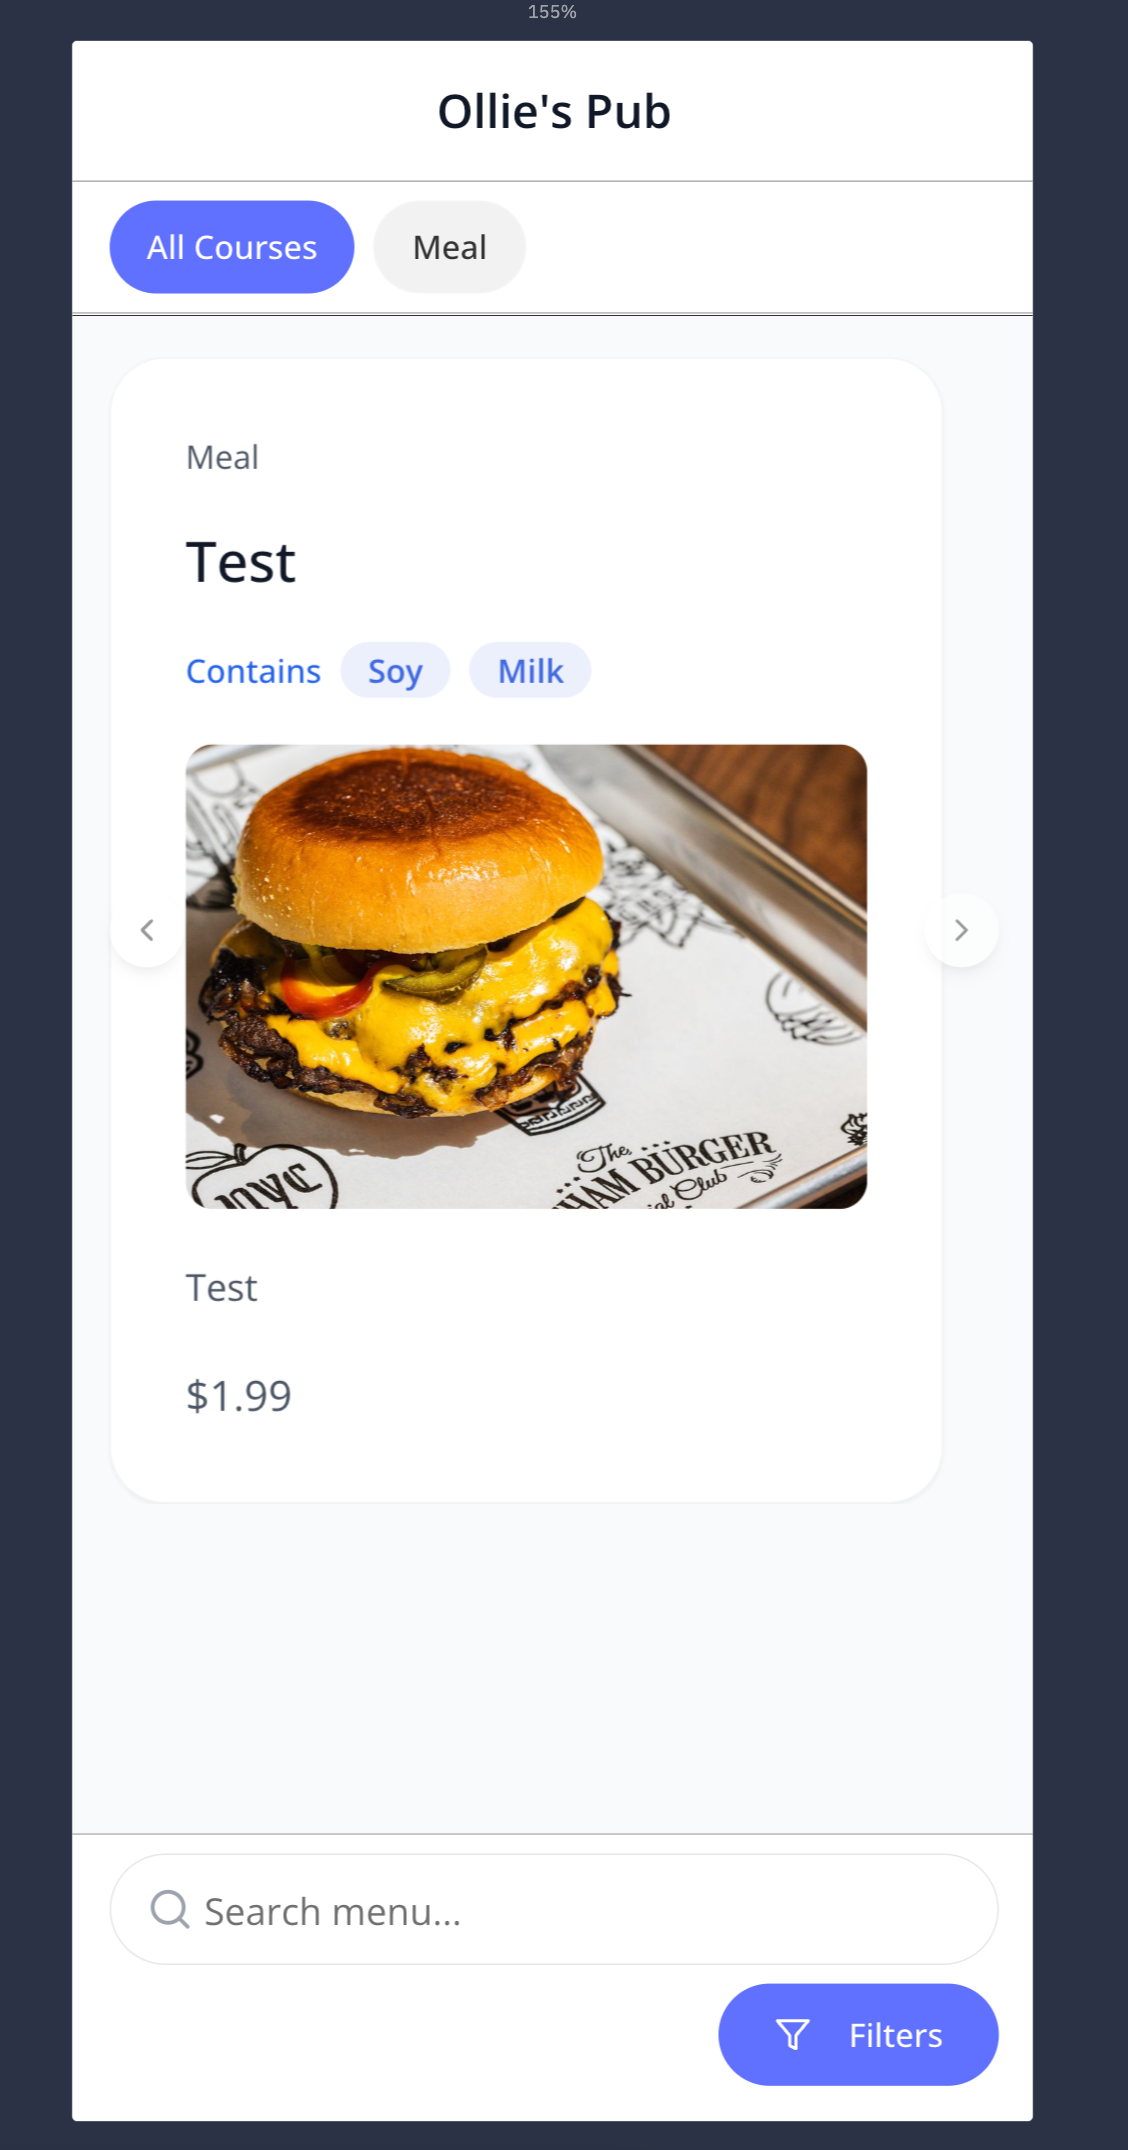 155%
Ollie's Pub
All Courses Meal
Meal
Test
Contains Soy Milk
The
HAM BURGER
ial Club
NYC
Test
$1.99
Search menu...
Filters